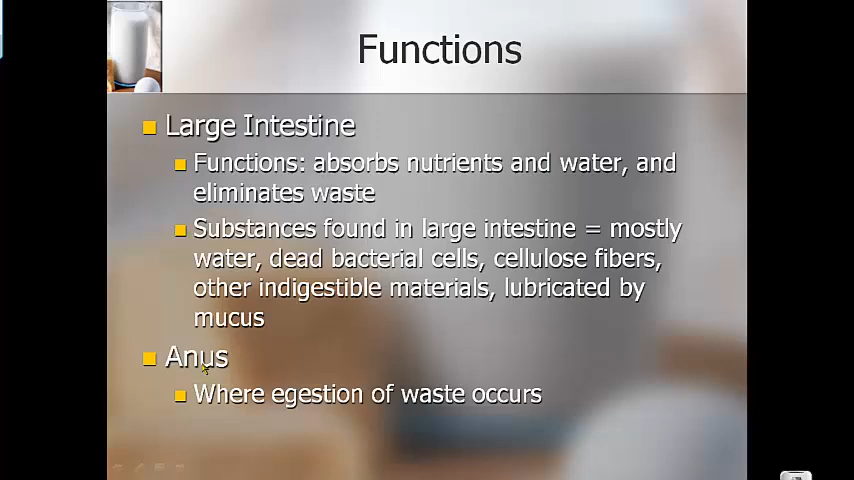 Functions
Large Intestine
Functions: absorbs nutrients and water, and
eliminates waste
Substances found in large intestine = mostly
water, dead bacterial cells, cellulose fibers,
other indigestible materials, lubricated by
mucus
Anus
Where egestion of waste occurs